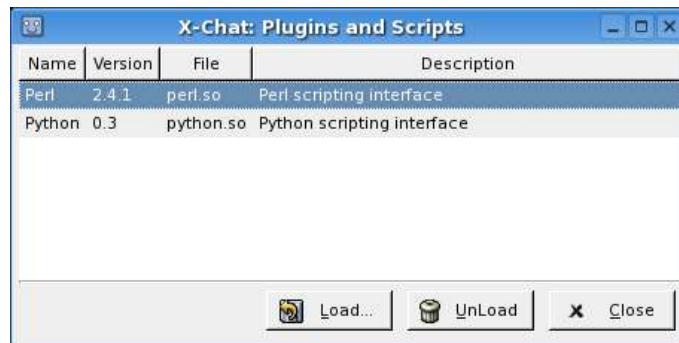 X-Chat: Plugins and Scripts
Name Version File Description
Perl 2.4.1 perl.so Perl scripting interface
Python 0.3 python.so Python scripting interface
Load... UnLoad Close